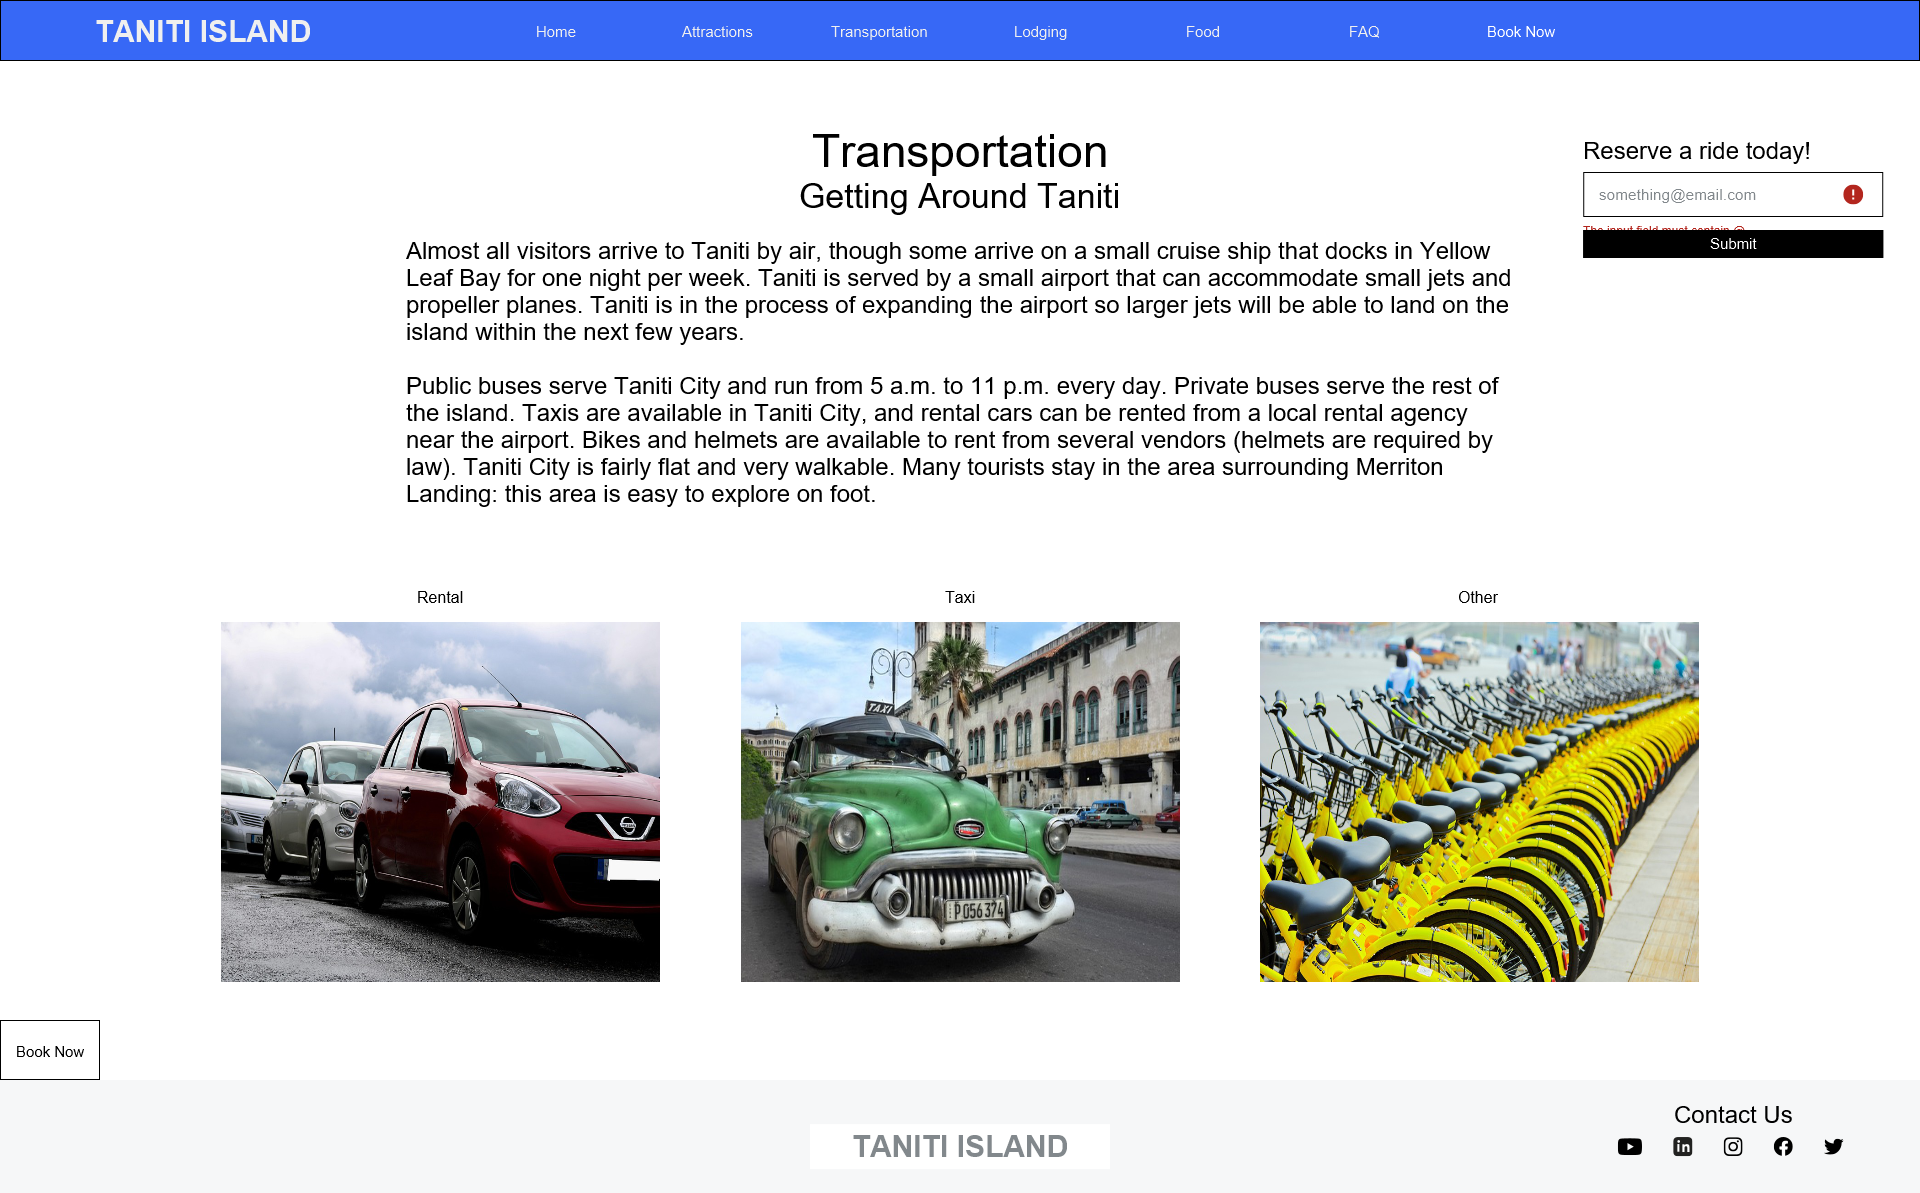 TANITI ISLAND
Home
Attractions
Transportation
Lodging
Food
FAQ
Book Now
Transportation
Getting Around Taniti
Reserve a ride today!
something@email.com
The input field must contain @
Submit
Almost all visitors arrive to Taniti by air, though some arrive on a small cruise ship that docks in Yellow
Leaf Bay for one night per week. Taniti is served by a small airport that can accommodate small jets and
propeller planes. Taniti is in the process of expanding the airport so larger jets will be able to land on the
island within the next few years.
Public buses serve Taniti City and run from 5 a.m. to 11 p.m. every day. Private buses serve the rest of
the island. Taxis are available in Taniti City, and rental cars can be rented from a local rental agency
near the airport. Bikes and helmets are available to rent from several vendors (helmets are required by
law). Taniti City is fairly flat and very walkable. Many tourists stay in the area surrounding Merriton
Landing: this area is easy to explore on foot.
Rental
Taxi
Other
TAXI
P 056 374
Book Now
TANITI ISLAND
Contact Us